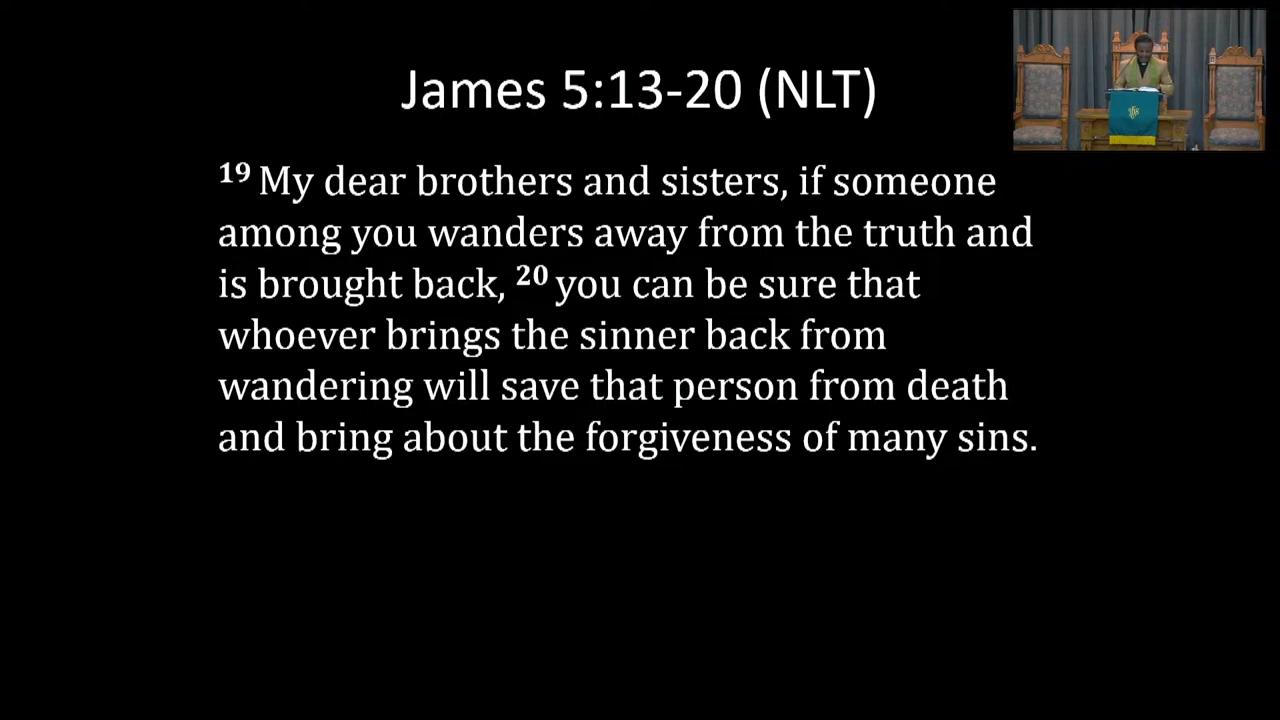 James 5:13-20 (NLT)
19 My dear brothers and sisters, if someone
among you wanders away from the truth and
is brought back, 20 you can be sure that
whoever brings the sinner back from
wandering will save that person from death
and bring about the forgiveness of many sins.